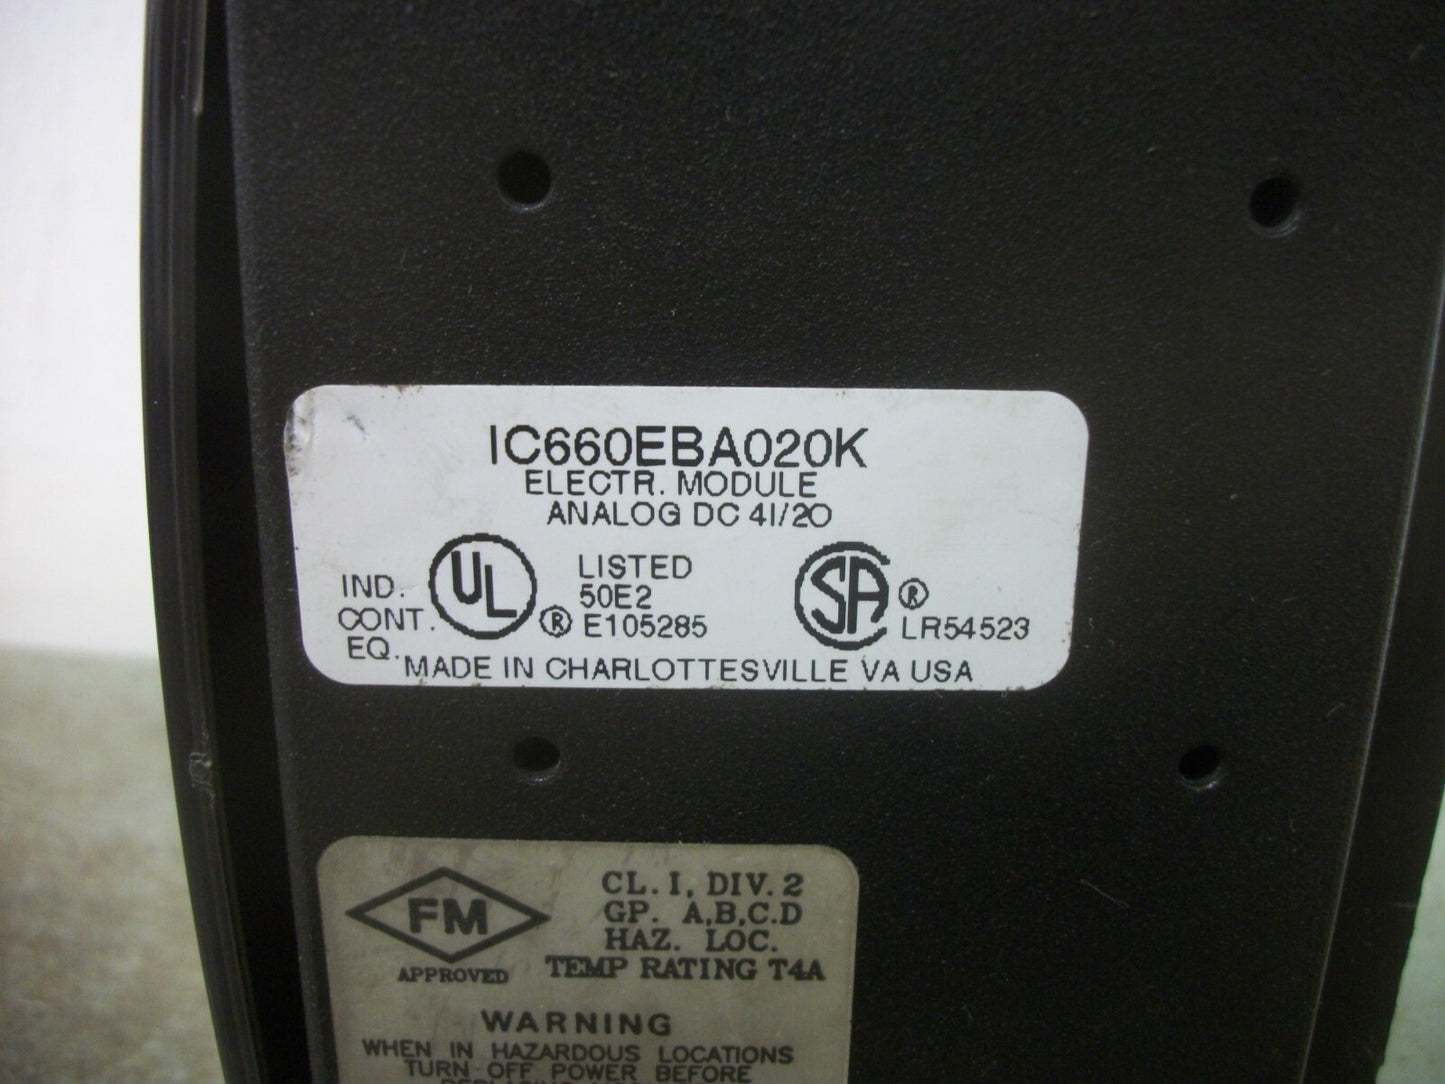 IC660EBA020K
ELECTR. MODULE
ANALOG DC 4I/2O
IND.
CONT.
EQ.
UL
®
LISTED
50E2
E105285
SA
®
LR54523
MADE IN CHARLOTTESVILLE VA USA
FM
APPROVED
CL. I, DIV. 2
GP. A,B,C,D
HAZ. LOC.
TEMP RATING T4A
WARNING
WHEN IN HAZARDOUS LOCATIONS
TURN OFF POWER BEFORE